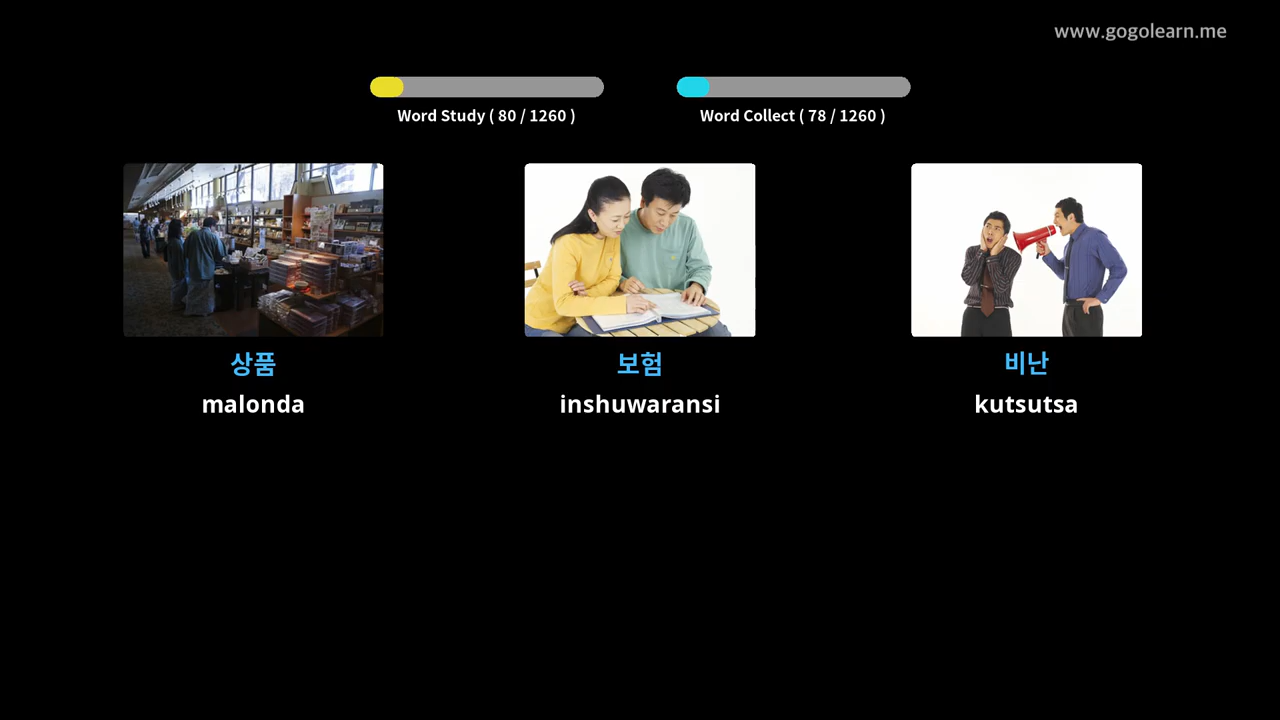 www.gogolearn.me
Word Study ( 80 / 1260 )
Word Collect ( 78 / 1260 )
상품
보험
비난
malonda
inshuwaransi
kutsutsa